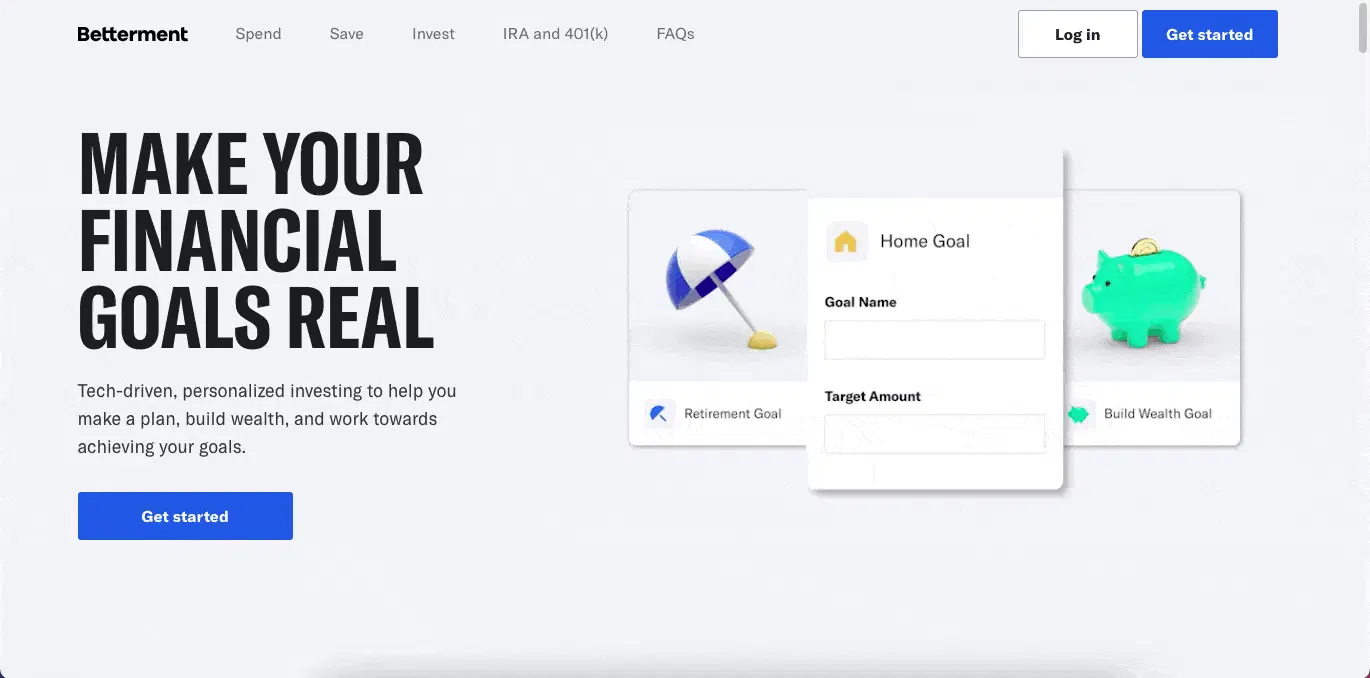 Betterment
Spend
Save
Invest
IRA and 401(k)
FAQs
Log in
Get started
MAKE YOUR
FINANCIAL
GOALS REAL
Tech-driven, personalized investing to help you
make a plan, build wealth, and work towards
achieving your goals.
Get started
Home Goal
Goal Name
Target Amount
Retirement Goal
Build Wealth Goal